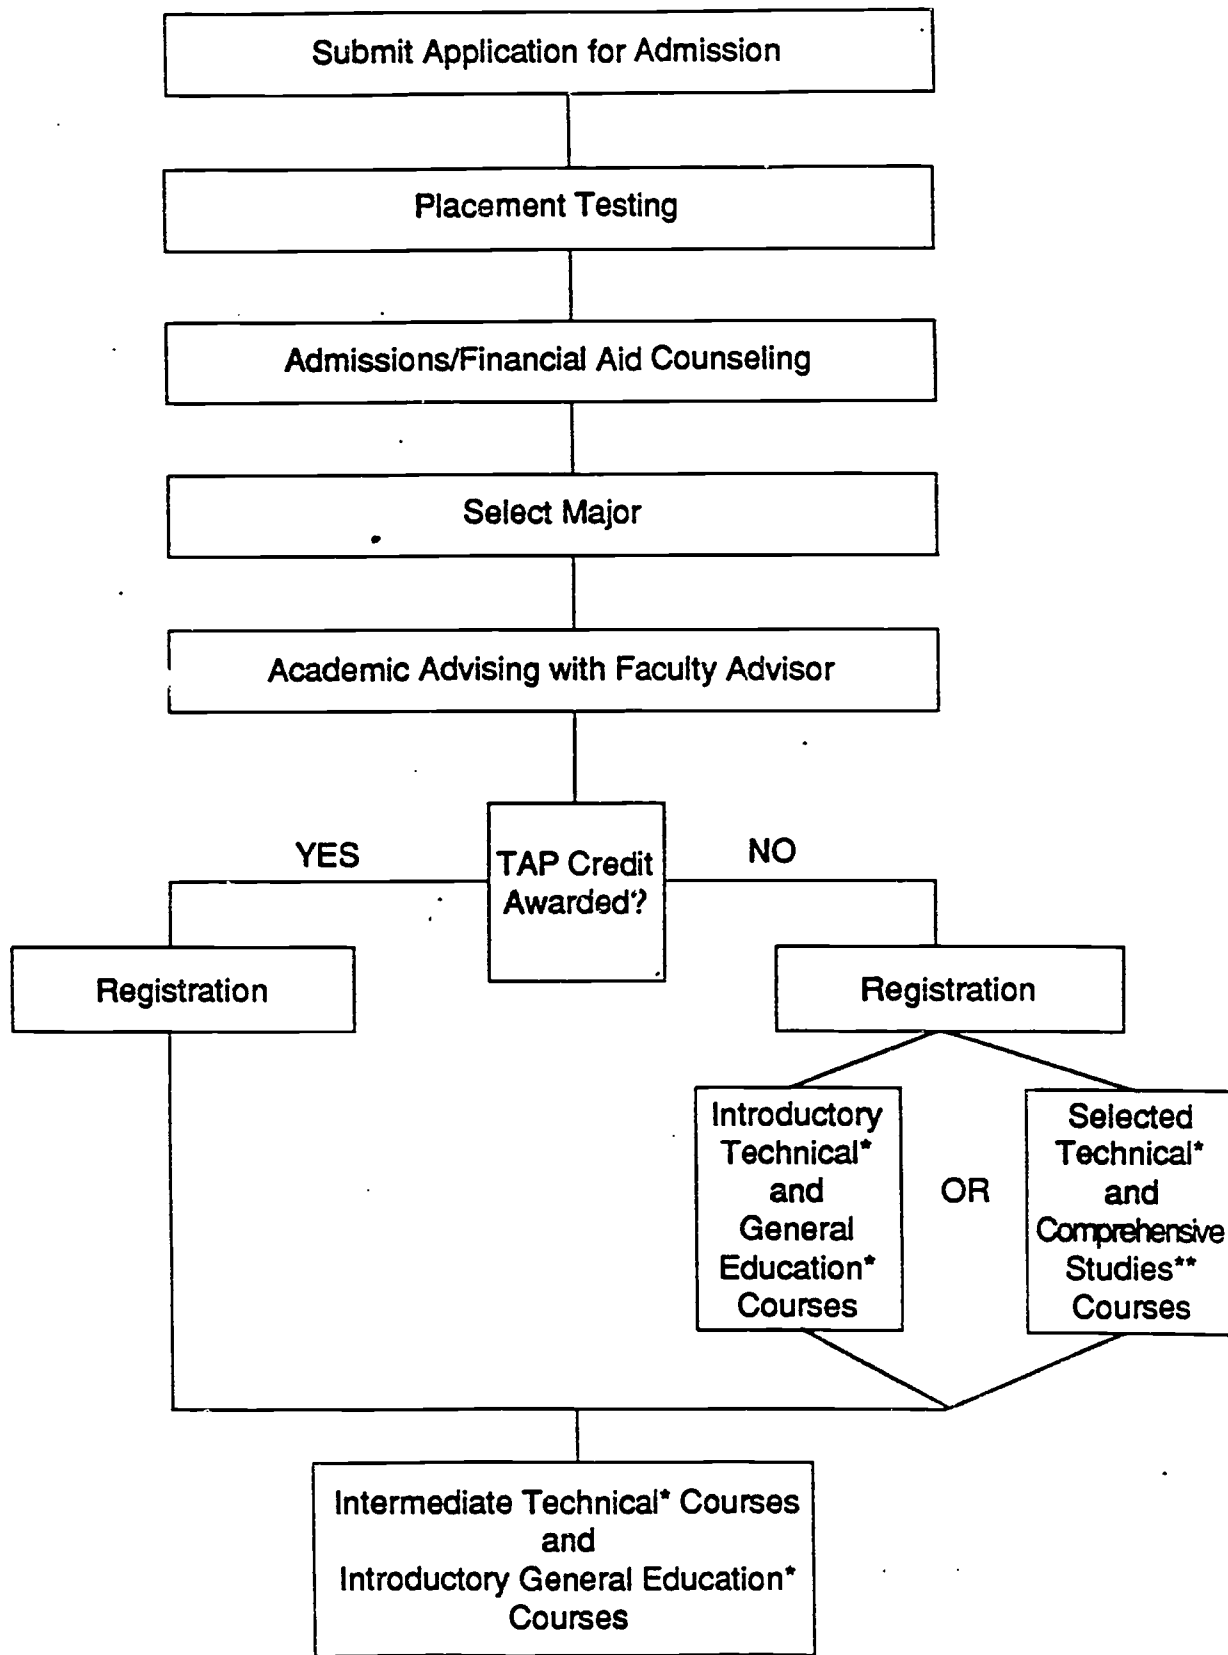 Submit Application for Admission
Placement Testing
Admissions/Financial Aid Counseling
Select Major
Academic Advising with Faculty Advisor
YES
TAP Credit
Awarded?
NO
Registration
Registration
Introductory
Technical*
and
General
Education*
Courses
OR
Selected
Technical*
and
Comprehensive
Studies**
Courses
Intermediate Technical* Courses
and
Introductory General Education*
Courses